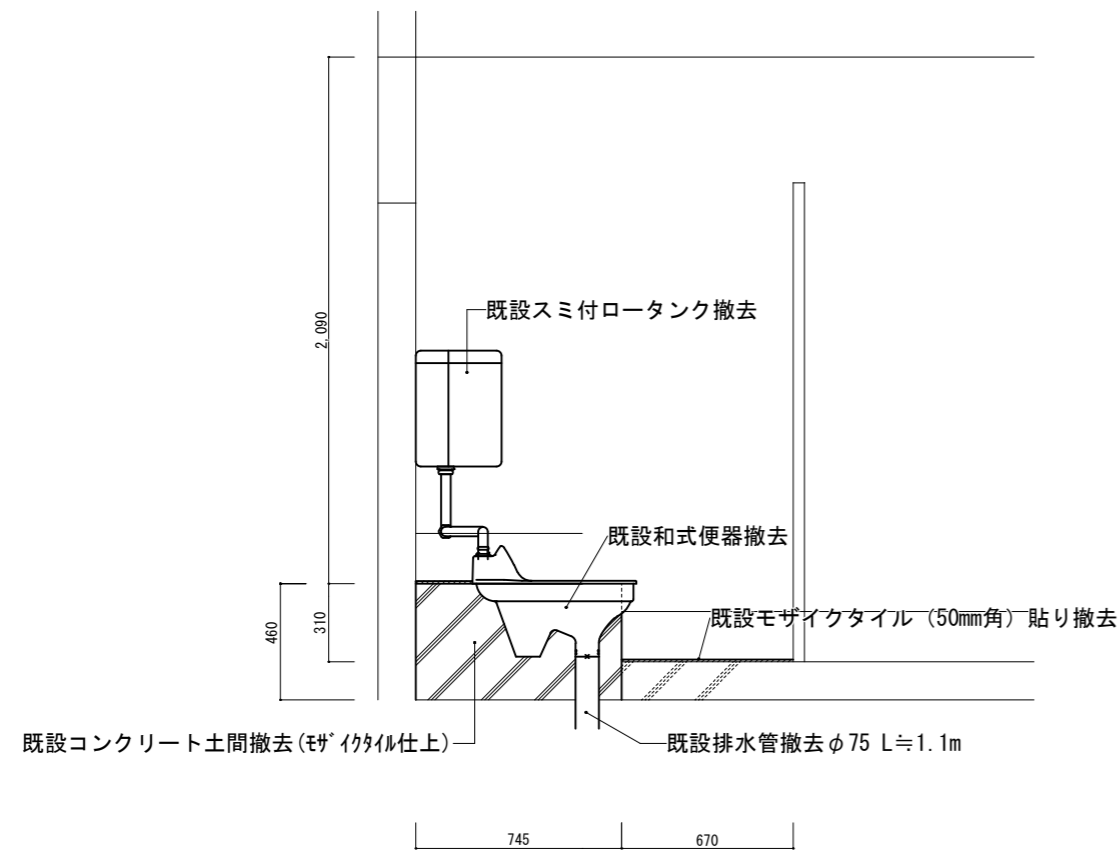 2,090
既設スミ付ロータンク撤去
既設和式便器撤去
460
310
既設モザイクタイル（50mm角）貼り撤去
既設コンクリート土間撤去(ﾓｻﾞｲｸﾀｲﾙ仕上)
既設排水管撤去φ75 L≒1.1m
745
670